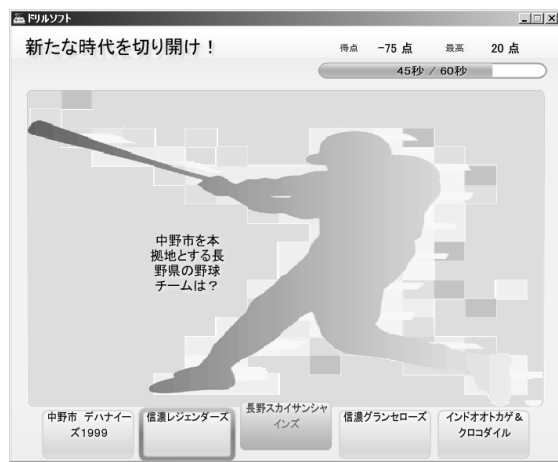 ドリルソフト
新たな時代を切り開け！
得点 -75 点 最高 20 点
45秒 / 60秒
中野市を本
拠地とする長
野県の野球
チームは？
中野市 デハナイー
ズ1999
信濃レジェンダーズ
長野スカイサンシャ
インズ
信濃グランセローズ
インドオオトカゲ＆
クロコダイル